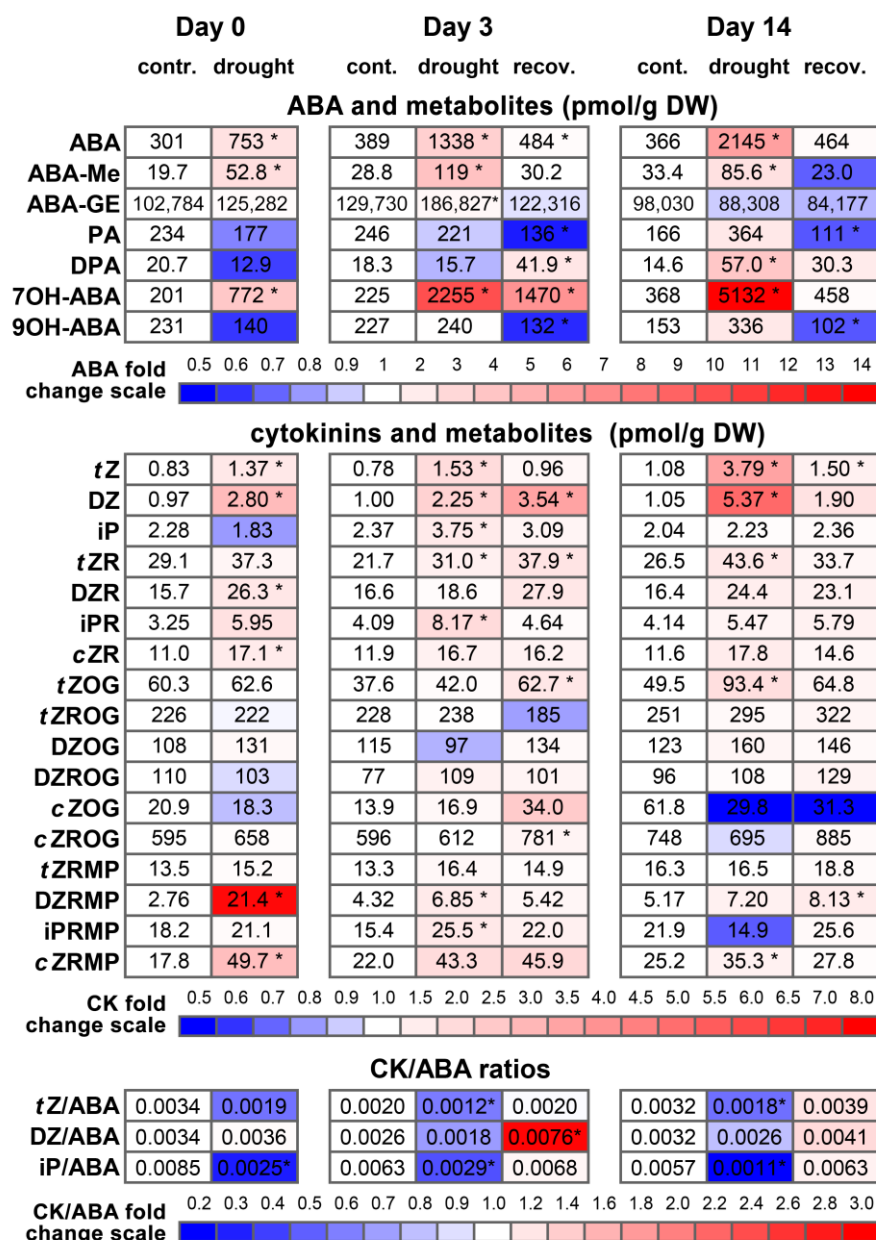 Day 0 Day 3 Day 14
contr. drought cont. drought recov. cont. drought recov.
ABA and metabolites (pmol/g DW)
ABA 301 753 * 389 1338 * 484 * 366 2145 * 464
ABA-Me 19.7 52.8 * 28.8 119 * 30.2 33.4 85.6 * 23.0
ABA-GE 102,784 125,282 129,730 186,827* 122,316 98,030 88,308 84,177
PA 234 177 246 221 136 * 166 364 111 *
DPA 20.7 12.9 18.3 15.7 41.9 * 14.6 57.0 * 30.3
7OH-ABA 201 772 * 225 2255 * 1470 * 368 5132 * 458
9OH-ABA 231 140 227 240 132 * 153 336 102 *
ABA fold 0.5 0.6 0.7 0.8 0.9 1 2 3 4 5 6 7 8 9 10 11 12 13 14
change scale
cytokinins and metabolites (pmol/g DW)
tZ 0.83 1.37 * 0.78 1.53 * 0.96 1.08 3.79 * 1.50 *
DZ 0.97 2.80 * 1.00 2.25 * 3.54 * 1.05 5.37 * 1.90
iP 2.28 1.83 2.37 3.75 * 3.09 2.04 2.23 2.36
tZR 29.1 37.3 21.7 31.0 * 37.9 * 26.5 43.6 * 33.7
DZR 15.7 26.3 * 16.6 18.6 27.9 16.4 24.4 23.1
iPR 3.25 5.95 4.09 8.17 * 4.64 4.14 5.47 5.79
cZR 11.0 17.1 * 11.9 16.7 16.2 11.6 17.8 14.6
tZOG 60.3 62.6 37.6 42.0 62.7 * 49.5 93.4 * 64.8
tZROG 226 222 228 238 185 251 295 322
DZOG 108 131 115 97 134 123 160 146
DZROG 110 103 77 109 101 96 108 129
cZOG 20.9 18.3 13.9 16.9 34.0 61.8 29.8 31.3
cZROG 595 658 596 612 781 * 748 695 885
tZRMP 13.5 15.2 13.3 16.4 14.9 16.3 16.5 18.8
DZRMP 2.76 21.4 * 4.32 6.85 * 5.42 5.17 7.20 8.13 *
iPRMP 18.2 21.1 15.4 25.5 * 22.0 21.9 14.9 25.6
cZRMP 17.8 49.7 * 22.0 43.3 45.9 25.2 35.3 * 27.8
CK fold 0.5 0.6 0.7 0.8 0.9 1.0 1.5 2.0 2.5 3.0 3.5 4.0 4.5 5.0 5.5 6.0 6.5 7.0 8.0
change scale
CK/ABA ratios
tZ/ABA 0.0034 0.0019 0.0020 0.0012* 0.0020 0.0032 0.0018* 0.0039
DZ/ABA 0.0034 0.0036 0.0026 0.0018 0.0076* 0.0032 0.0026 0.0041
iP/ABA 0.0085 0.0025* 0.0063 0.0029* 0.0068 0.0057 0.0011* 0.0063
CK/ABA fold 0.2 0.3 0.4 0.5 0.6 0.7 0.8 0.9 1.0 1.2 1.4 1.6 1.8 2.0 2.2 2.4 2.6 2.8 3.0
change scale